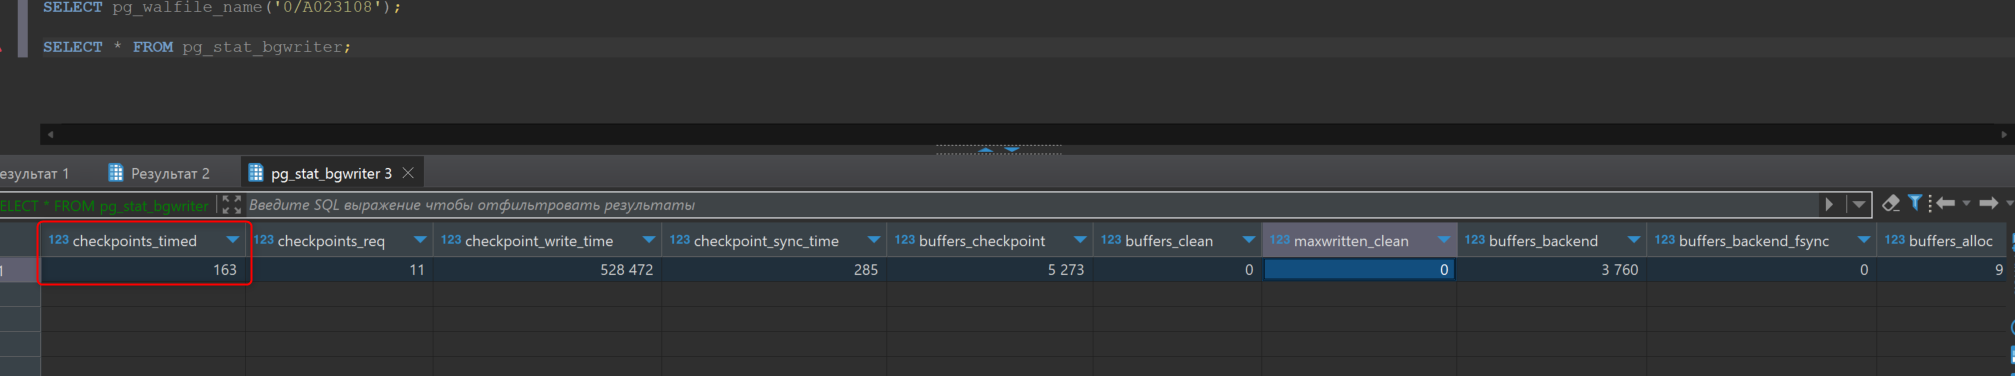 SELECT pg_walfile_name('0/A023108');
SELECT * FROM pg_stat_bgwriter;
езультат 1 Результат 2 pg_stat_bgwriter 3
ELECT * FROM pg_stat_bgwriter Введите SQL выражение чтобы отфильтровать результаты
123 checkpoints_timed 123 checkpoints_req 123 checkpoint_write_time 123 checkpoint_sync_time 123 buffers_checkpoint 123 buffers_clean 123 maxwritten_clean 123 buffers_backend 123 buffers_backend_fsync 123 buffers_alloc
1 163 11 528 472 285 5 273 0 0 3 760 0 9